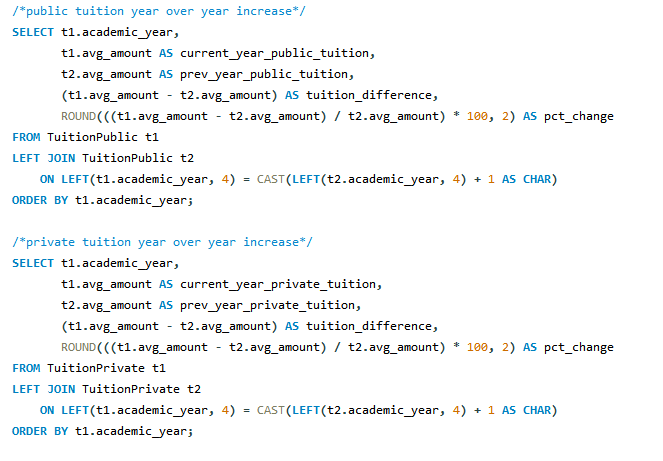 /*public tuition year over year increase*/
SELECT t1.academic_year,
       t1.avg_amount AS current_year_public_tuition,
       t2.avg_amount AS prev_year_public_tuition,
       (t1.avg_amount - t2.avg_amount) AS tuition_difference,
       ROUND(((t1.avg_amount - t2.avg_amount) / t2.avg_amount) * 100, 2) AS pct_change
FROM TuitionPublic t1
LEFT JOIN TuitionPublic t2
    ON LEFT(t1.academic_year, 4) = CAST(LEFT(t2.academic_year, 4) + 1 AS CHAR)
ORDER BY t1.academic_year;

/*private tuition year over year increase*/
SELECT t1.academic_year,
       t1.avg_amount AS current_year_private_tuition,
       t2.avg_amount AS prev_year_private_tuition,
       (t1.avg_amount - t2.avg_amount) AS tuition_difference,
       ROUND(((t1.avg_amount - t2.avg_amount) / t2.avg_amount) * 100, 2) AS pct_change
FROM TuitionPrivate t1
LEFT JOIN TuitionPrivate t2
    ON LEFT(t1.academic_year, 4) = CAST(LEFT(t2.academic_year, 4) + 1 AS CHAR)
ORDER BY t1.academic_year;